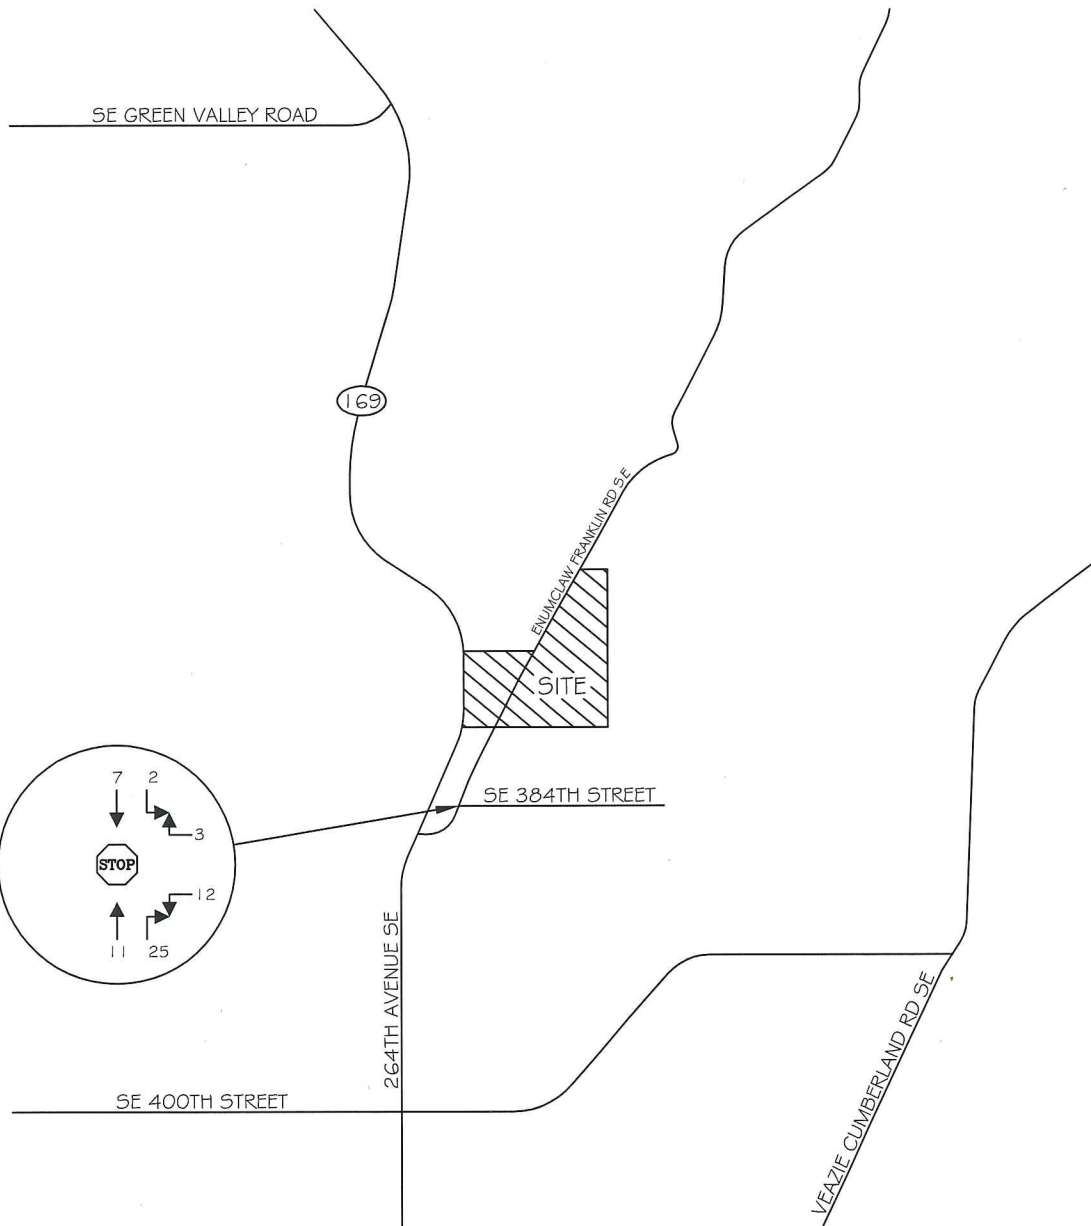 SE GREEN VALLEY ROAD
169
ENUMCLAW FRANKLIN RD SE
SITE
7 2
SE 384TH STREET
3
STOP
12
11 25
264TH AVENUE SE
SE 400TH STREET
VEAZIE CUMBERLAND RD SE